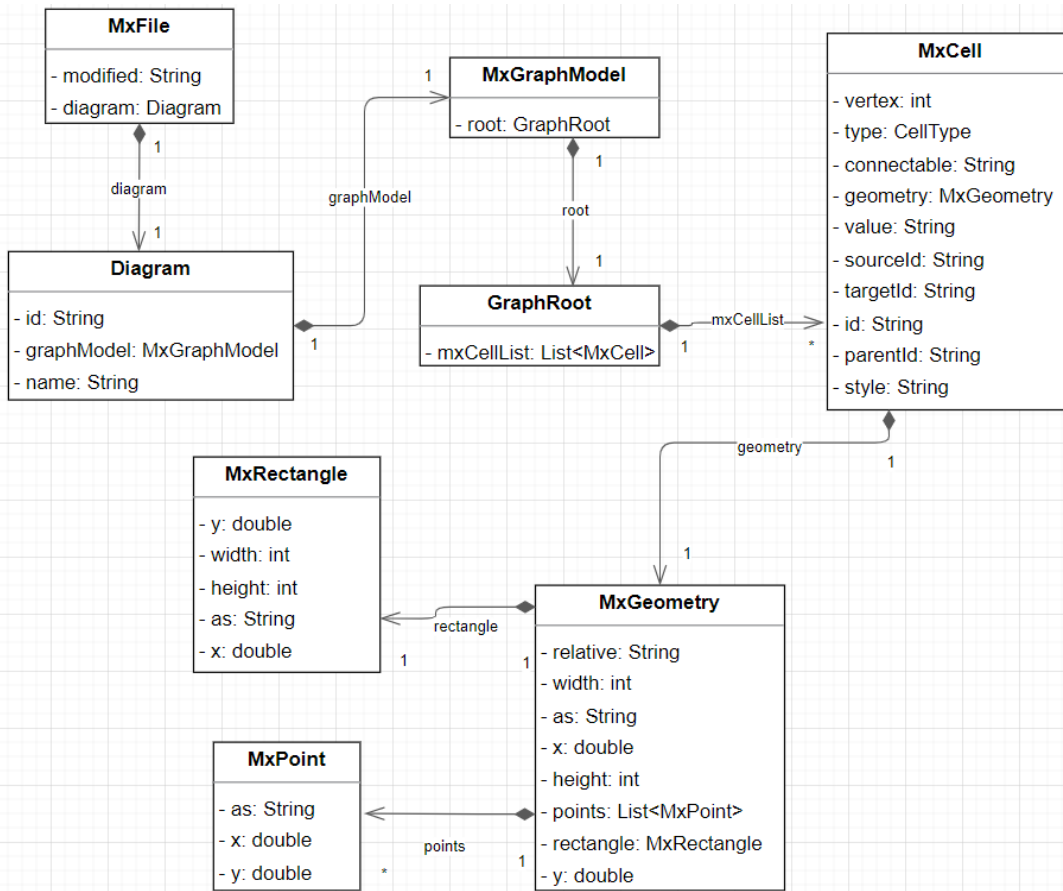 MxFile
- modified: String
- diagram: Diagram
1
diagram
1
Diagram
- id: String
- graphModel: MxGraphModel
- name: String
1
graphModel
1
MxGraphModel
- root: GraphRoot
1
root
1
GraphRoot
- mxCellList: List<MxCell>
1
mxCellList
*
MxCell
- vertex: int
- type: CellType
- connectable: String
- geometry: MxGeometry
- value: String
- sourceId: String
- targetId: String
- id: String
- parentId: String
- style: String
1
geometry
1
MxGeometry
- relative: String
- width: int
- as: String
- x: double
- height: int
- points: List<MxPoint>
- rectangle: MxRectangle
- y: double
1
rectangle
1
MxRectangle
- y: double
- width: int
- height: int
- as: String
- x: double
1
points
*
MxPoint
- as: String
- x: double
- y: double